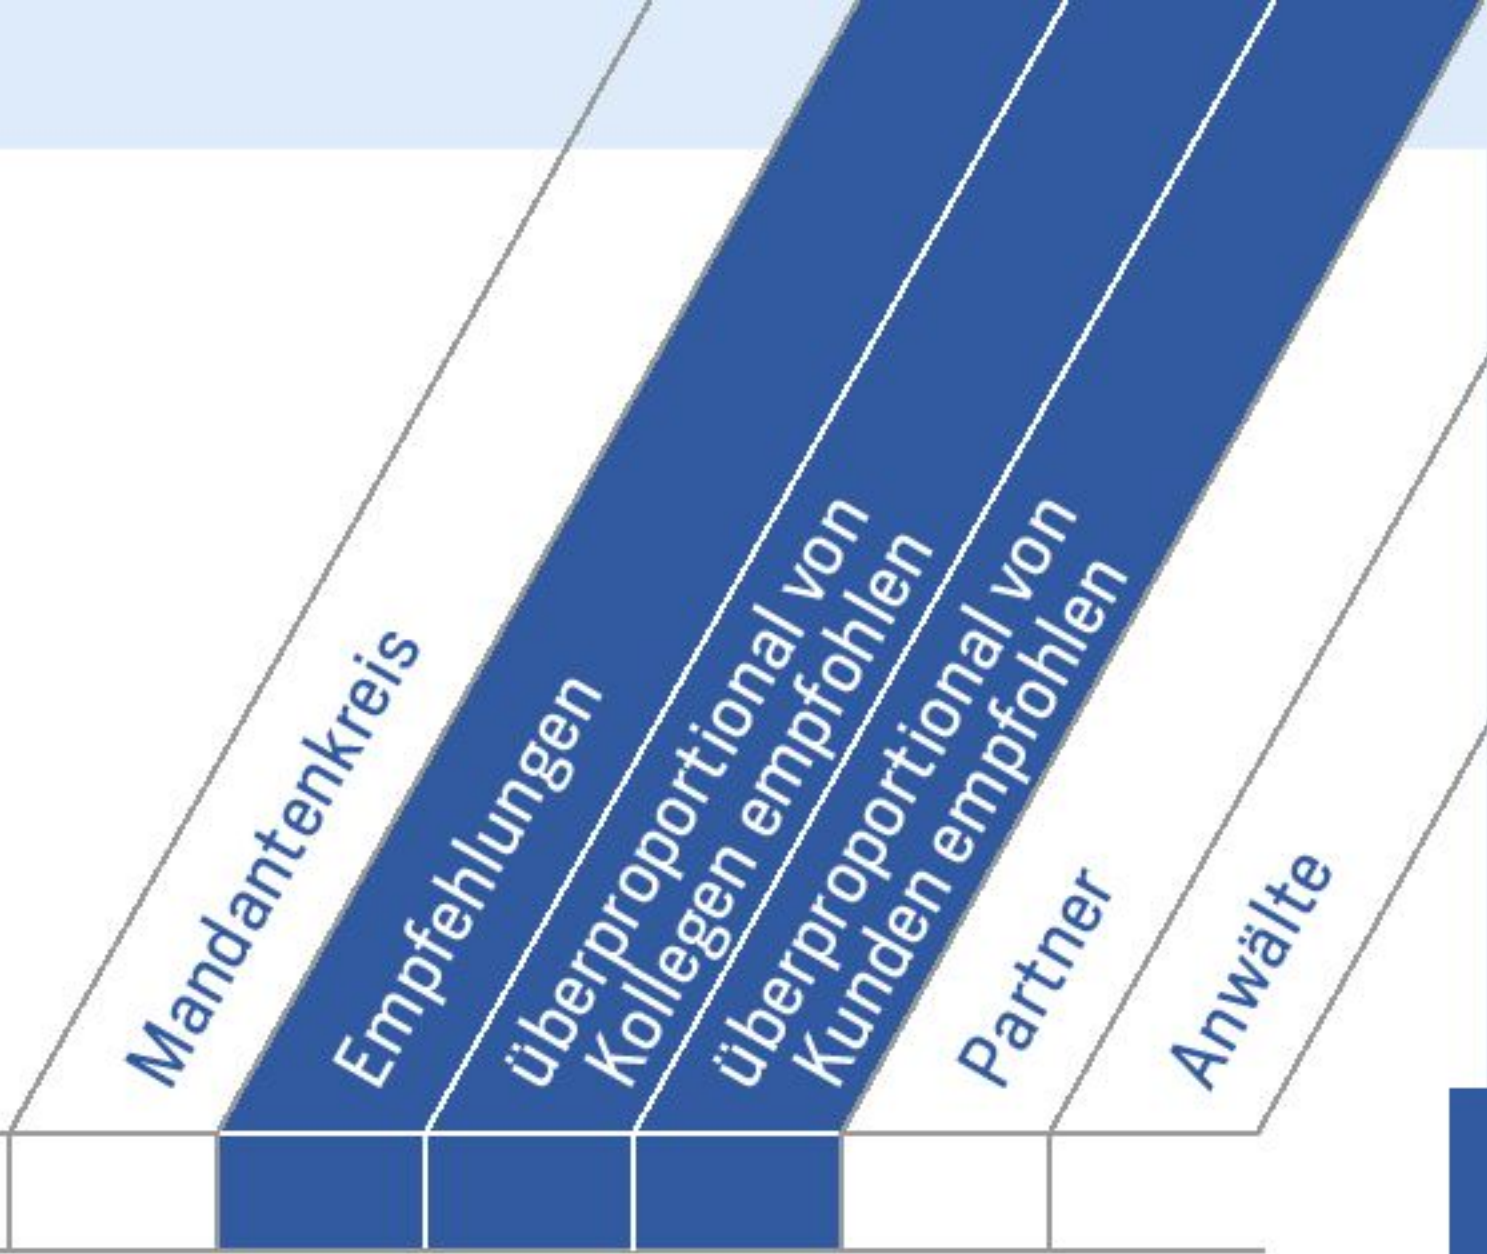 Mandantenkreis
Empfehlungen
überproportional von
Kollegen empfohlen
überproportional von
Kunden empfohlen
Partner
Anwälte